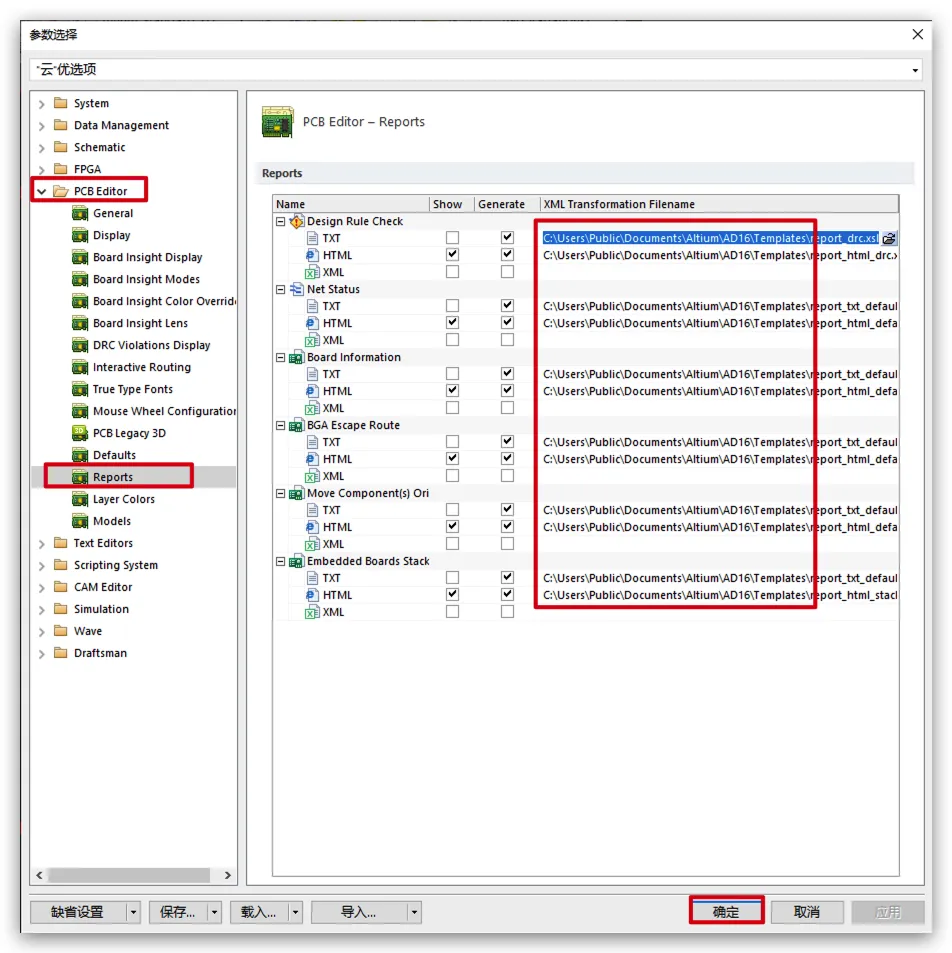 参数选择
"云"优选项
System
Data Management
Schematic
FPGA
PCB Editor
General
Display
Board Insight Display
Board Insight Modes
Board Insight Color Override
Board Insight Lens
DRC Violations Display
Interactive Routing
True Type Fonts
Mouse Wheel Configuration
PCB Legacy 3D
Defaults
Reports
Layer Colors
Models
Text Editors
Scripting System
CAM Editor
Simulation
Wave
Draftsman
PCB Editor – Reports
Reports
Name Show Generate XML Transformation Filename
Design Rule Check
TXT C:\Users\Public\Documents\Altium\AD16\Templates\report_drc.xsl
HTML C:\Users\Public\Documents\Altium\AD16\Templates\report_html_drc.x
XML
Net Status
TXT C:\Users\Public\Documents\Altium\AD16\Templates\report_txt_defaul
HTML C:\Users\Public\Documents\Altium\AD16\Templates\report_html_defa
XML
Board Information
TXT C:\Users\Public\Documents\Altium\AD16\Templates\report_txt_defaul
HTML C:\Users\Public\Documents\Altium\AD16\Templates\report_html_defa
XML
BGA Escape Route
TXT C:\Users\Public\Documents\Altium\AD16\Templates\report_txt_defaul
HTML C:\Users\Public\Documents\Altium\AD16\Templates\report_html_defa
XML
Move Component(s) Ori
TXT C:\Users\Public\Documents\Altium\AD16\Templates\report_txt_defaul
HTML C:\Users\Public\Documents\Altium\AD16\Templates\report_html_defa
XML
Embedded Boards Stack
TXT C:\Users\Public\Documents\Altium\AD16\Templates\report_txt_defaul
HTML C:\Users\Public\Documents\Altium\AD16\Templates\report_html_stack
XML
缺省设置 保存... 载入... 导入... 确定 取消 应用